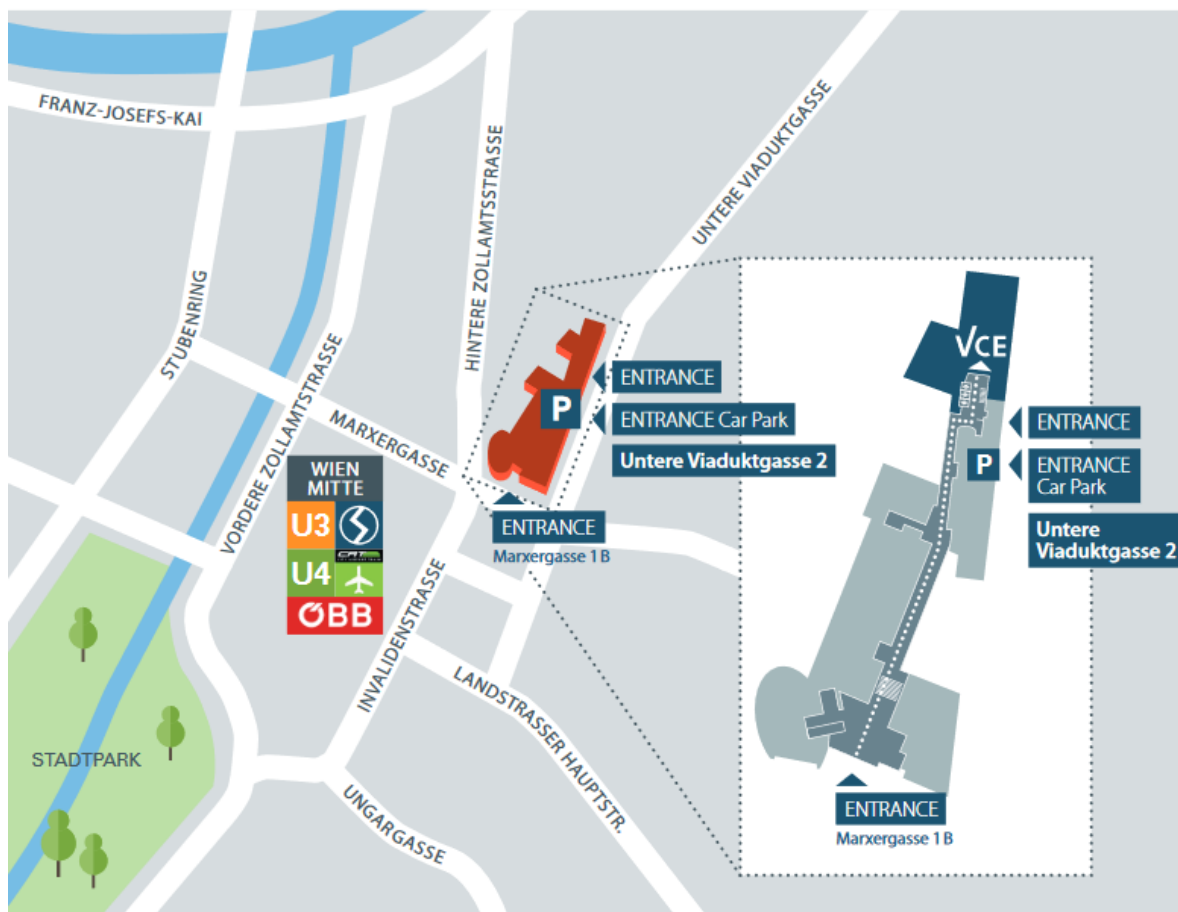 FRANZ-JOSEFS-KAI
STUBENRING
VORDERE ZOLLAMTSTRASSE
HINTERE ZOLLAMTSSTRASSE
UNTERE VIADUKTGASSE
MARXERGASSE
WIEN
MITTE
U3
U4
ÖBB
P
ENTRANCE
ENTRANCE Car Park
Untere Viaduktgasse 2
ENTRANCE
Marxergasse 1 B
INVALIDENSTRASSE
LANDSTRASSER HAUPTSTR.
UNGARGASSE
STADTPARK
VCE
ENTRANCE
P
ENTRANCE
Car Park
Untere
Viaduktgasse 2
ENTRANCE
Marxergasse 1 B